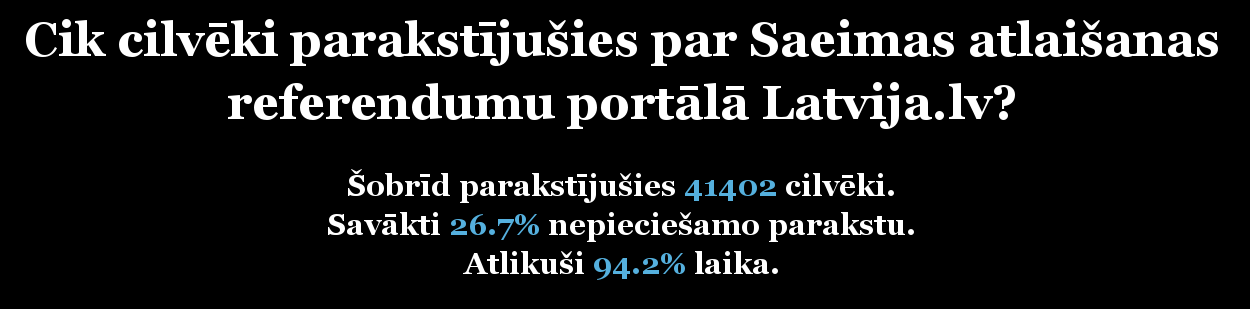 Cik cilvēki parakstījušies par Saeimas atlaišanas
referendumu portālā Latvija.lv?
Šobrīd parakstījušies 41402 cilvēki.
Savākti 26.7% nepieciešamo parakstu.
Atlikuši 94.2% laika.